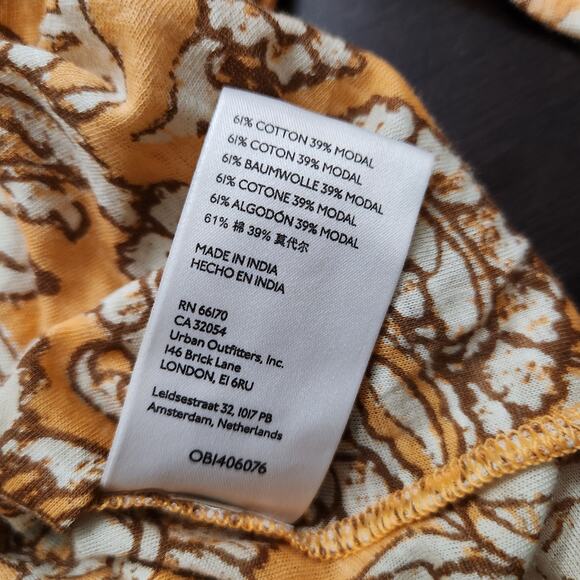 61% COTTON 39% MODAL
61% COTON 39% MODAL
61% BAUMWOLLE 39% MODAL
61% COTONE 39% MODAL
61% ALGODÓN 39% MODAL
61% 棉 39% 莫代尔
MADE IN INDIA
HECHO EN INDIA
RN 66170
CA 32054
Urban Outfitters, Inc.
146 Brick Lane
LONDON, E1 6RU
Leidsestraat 32, 1017 PB
Amsterdam, Netherlands
OB1406076